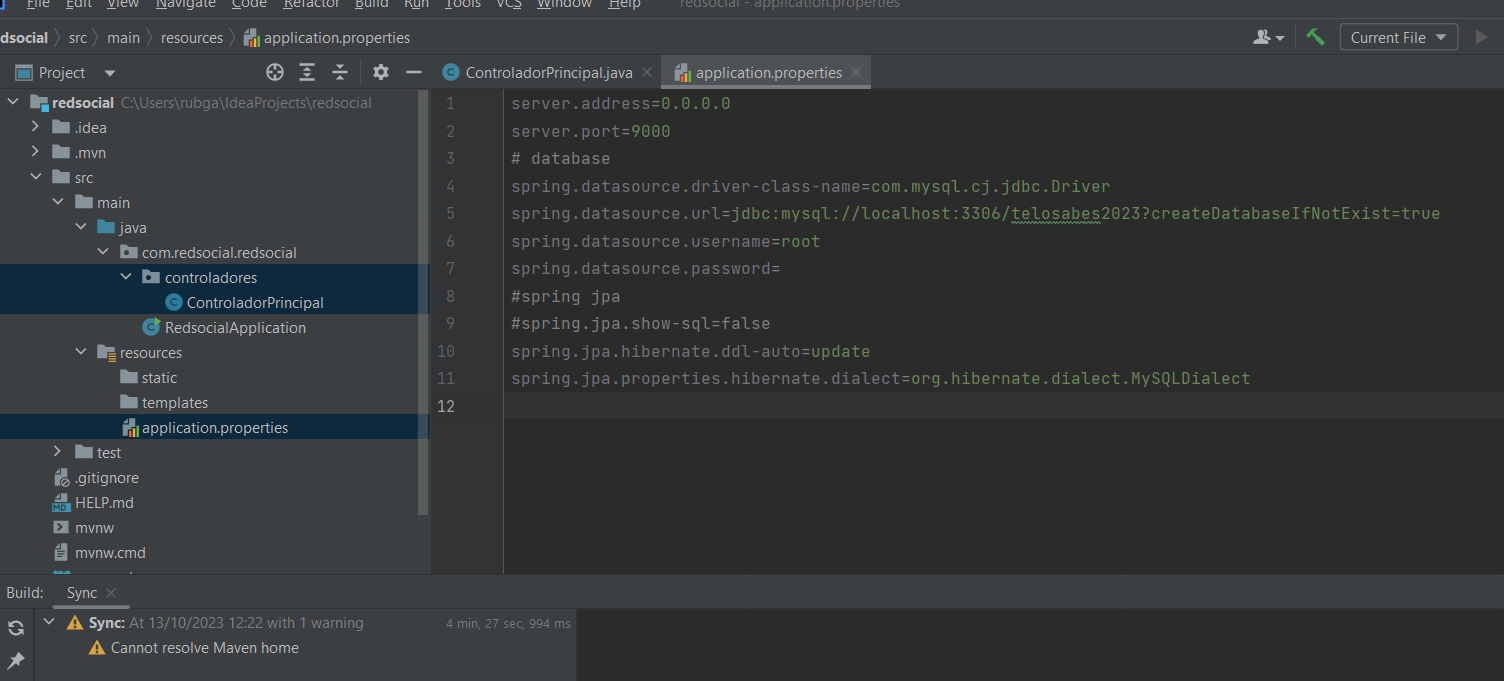 File Edit View Navigate Code Refactor Build Run Tools VCS Window Help redsocial - application.properties
dsocial src main resources application.properties Current File
Project ControladorPrincipal.java application.properties
redsocial C:\Users\rubga\IdeaProjects\redsocial
.idea
.mvn
src
main
java
com.redsocial.redsocial
controladores
ControladorPrincipal
RedsocialApplication
resources
static
templates
application.properties
test
.gitignore
HELP.md
mvnw
mvnw.cmd
1 server.address=0.0.0.0
2 server.port=9000
3 # database
4 spring.datasource.driver-class-name=com.mysql.cj.jdbc.Driver
5 spring.datasource.url=jdbc:mysql://localhost:3306/telosabes2023?createDatabaseIfNotExist=true
6 spring.datasource.username=root
7 spring.datasource.password=
8 #spring jpa
9 #spring.jpa.show-sql=false
10 spring.jpa.hibernate.ddl-auto=update
11 spring.jpa.properties.hibernate.dialect=org.hibernate.dialect.MySQLDialect
12
Build: Sync
Sync: At 13/10/2023 12:22 with 1 warning 4 min, 27 sec, 994 ms
Cannot resolve Maven home